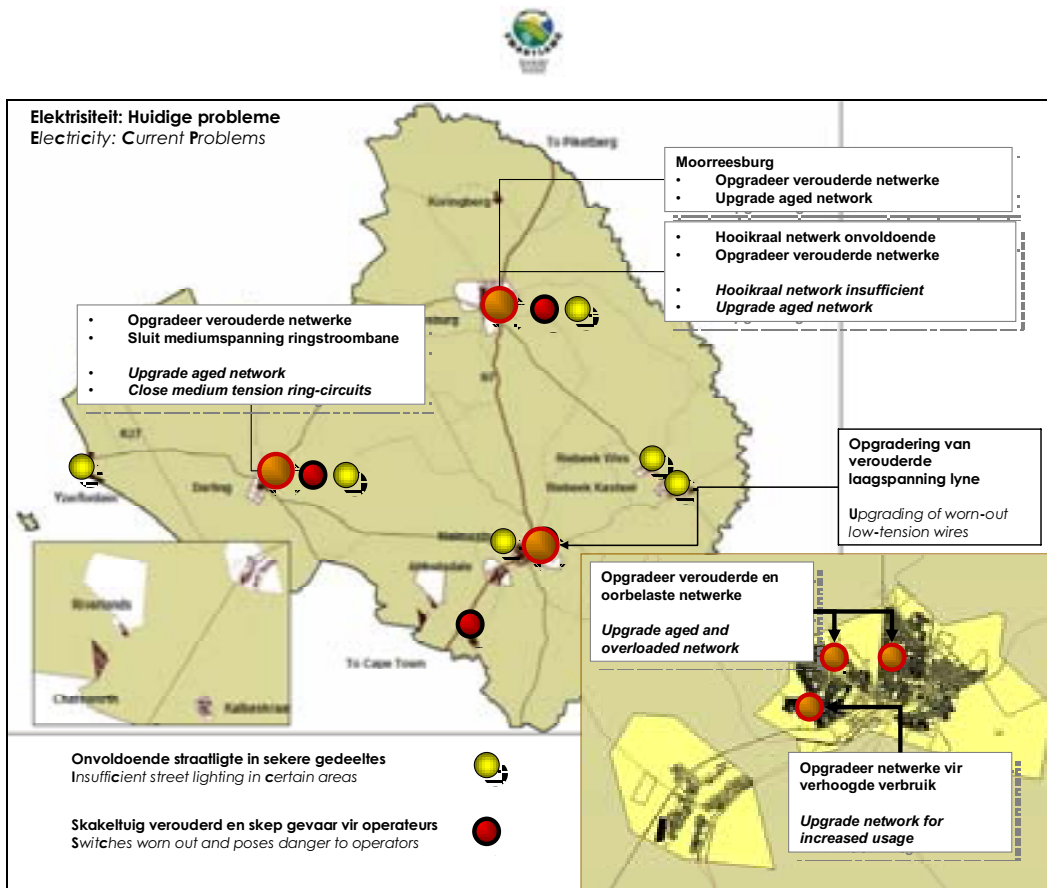 Elektrisiteit: Huidige probleme
Electricity: Current Problems
To Piketberg
Moorreesburg
• Opgradeer verouderde netwerke
• Upgrade aged network
Koringberg
• Hooikraal netwerk onvoldoende
• Opgradeer verouderde netwerke
• Hooikraal network insufficient
• Upgrade aged network
• Opgradeer verouderde netwerke
• Sluit mediumspanning ringstroombane
• Upgrade aged network
• Close medium tension ring-circuits
N7
R27
Yzerfontein
Darling
Riebeek Wes
Riebeek Kasteel
Opgradering van
verouderde
laagspanning lyne
Upgrading of worn-out
low-tension wires
To Cape Town
Riverlands
Chatsworth
Kalbaskraal
Opgradeer verouderde en
oorbelaste netwerke
Upgrade aged and
overloaded network
Opgradeer netwerke vir
verhoogde verbruik
Upgrade network for
increased usage
Onvoldoende straatligte in sekere gedeeltes
Insufficient street lighting in certain areas
Skakeltuig verouderd en skep gevaar vir operateurs
Switches worn out and poses danger to operators